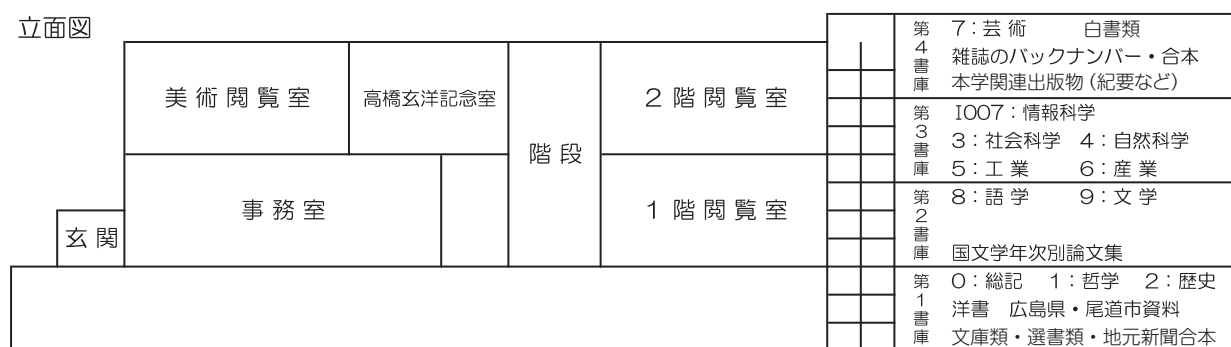 立面図
美術閲覧室
高橋玄洋記念室
階段
2階閲覧室
事務室
1階閲覧室
玄関
第4書庫
7:芸術 白書類
雑誌のバックナンバー・合本
本学関連出版物(紀要など)
第3書庫
I007:情報科学
3:社会科学 4:自然科学
5:工業 6:産業
第2書庫
8:語学 9:文学
国文学年次別論文集
第1書庫
0:総記 1:哲学 2:歴史
洋書 広島県・尾道市資料
文庫類・選書類・地元新聞合本